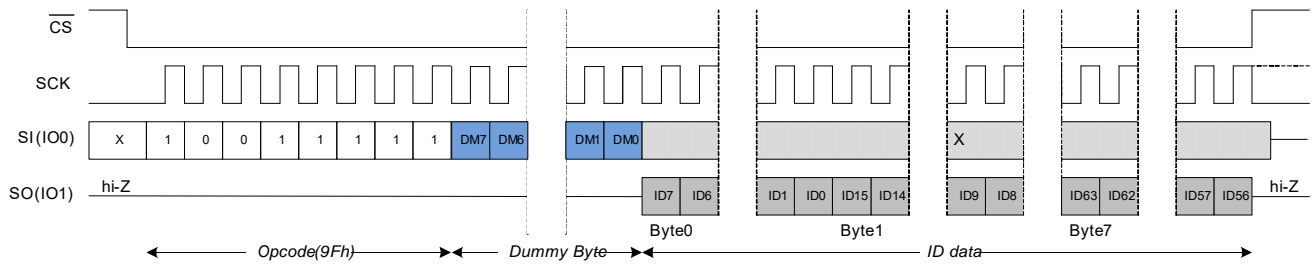 CS
SCK
SI(IO0) X 1 0 0 1 1 1 1 1 DM7 DM6 DM1 DM0 X
SO(IO1) hi-Z ID7 ID6 ID1 ID0 ID15 ID14 ID9 ID8 ID63 ID62 ID57 ID56 hi-Z
Byte0 Byte1 Byte7
Opcode(9Fh) Dummy Byte ID data